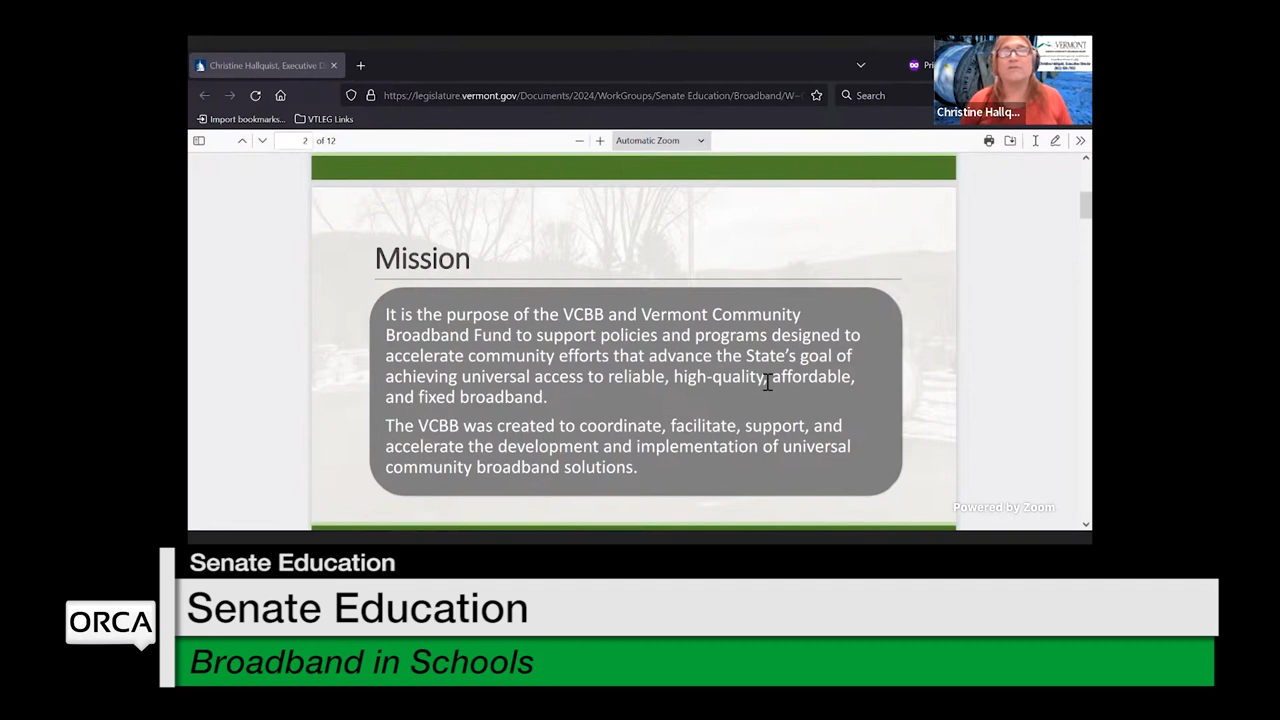 Christine Hallquist, Executive D
https://legislature.vermont.gov/Documents/2024/WorkGroups/Senate Education/Broadband/W~
Search
Import bookmarks...
VTLEG Links
VERMONT
Christine Hallq...
2 of 12
Automatic Zoom
Mission
It is the purpose of the VCBB and Vermont Community
Broadband Fund to support policies and programs designed to
accelerate community efforts that advance the State's goal of
achieving universal access to reliable, high-quality, affordable,
and fixed broadband.
The VCBB was created to coordinate, facilitate, support, and
accelerate the development and implementation of universal
community broadband solutions.
Powered by Zoom
Senate Education
ORCA
Senate Education
Broadband in Schools